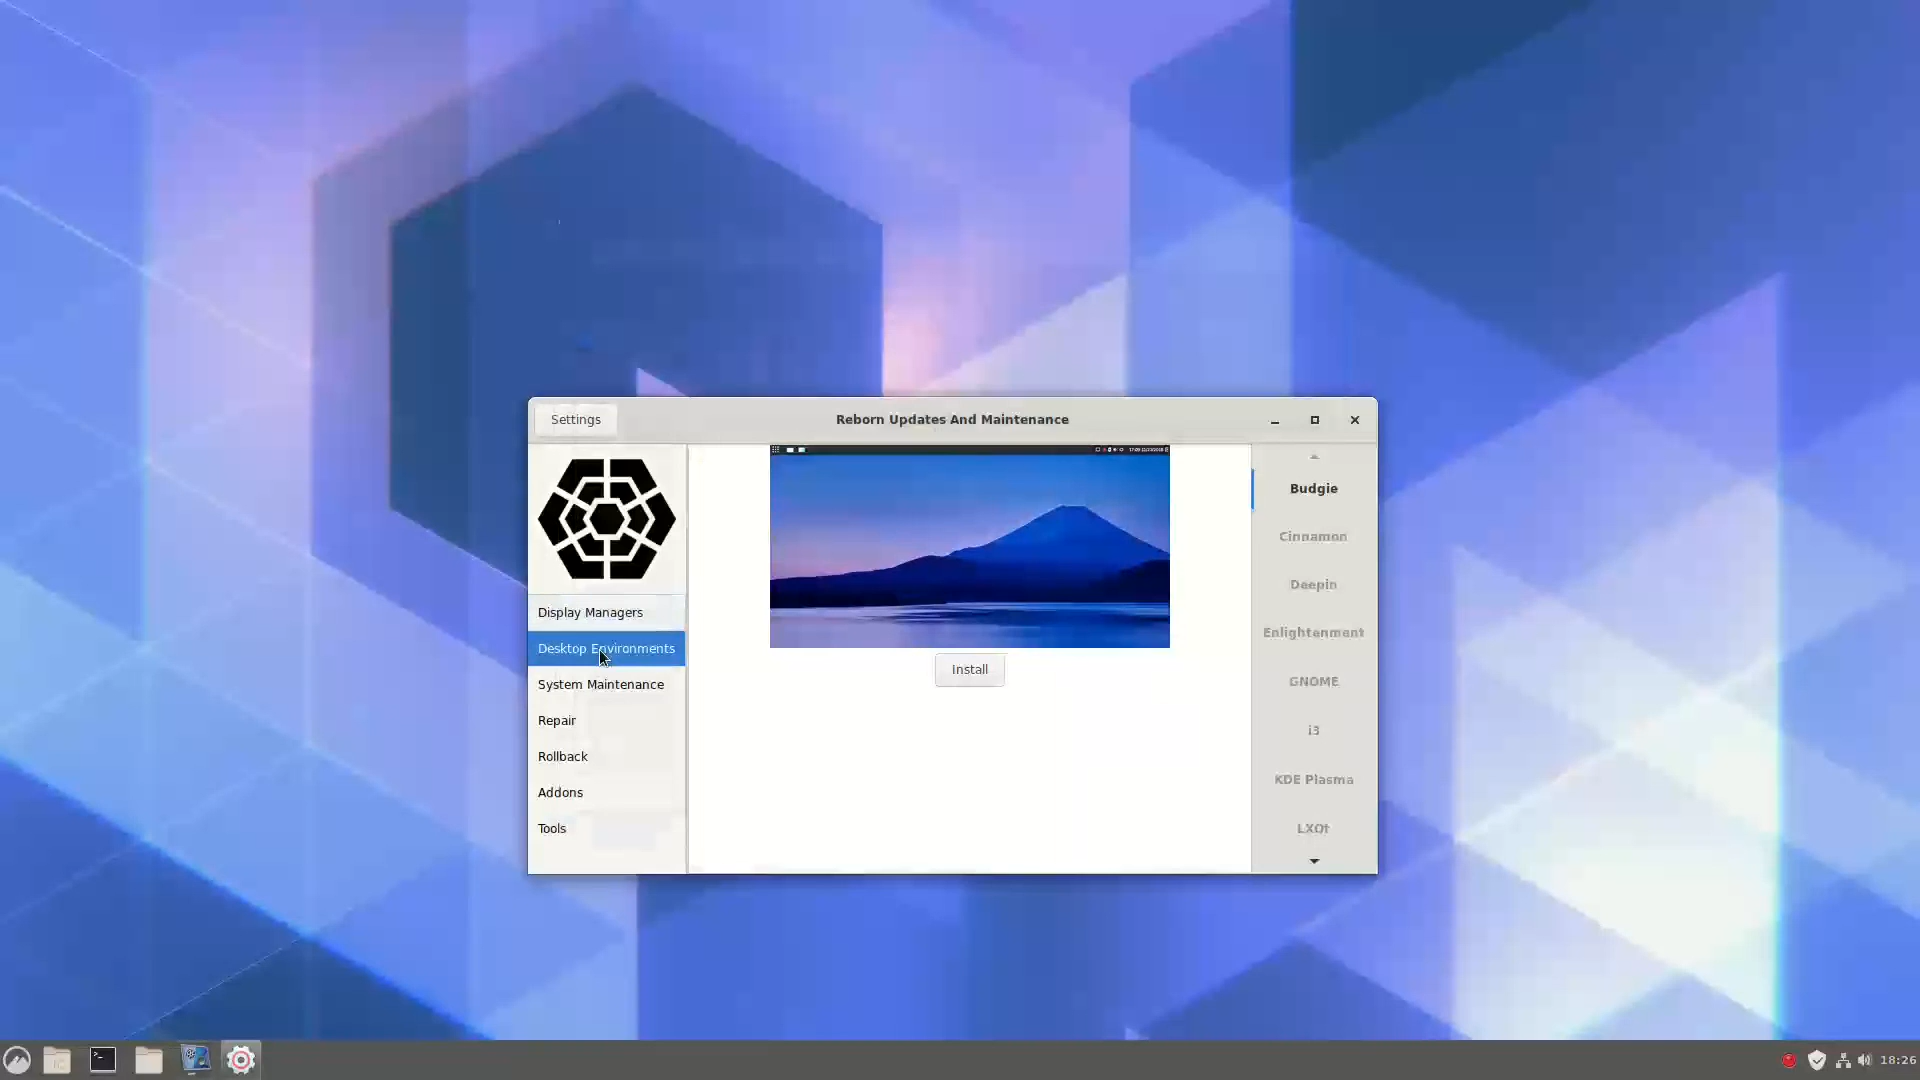 Settings
Reborn Updates And Maintenance
Display Managers
Desktop Environments
System Maintenance
Repair
Rollback
Addons
Tools
Install
Budgie
Cinnamon
Deepin
Enlightenment
GNOME
i3
KDE Plasma
LXQt
18:26